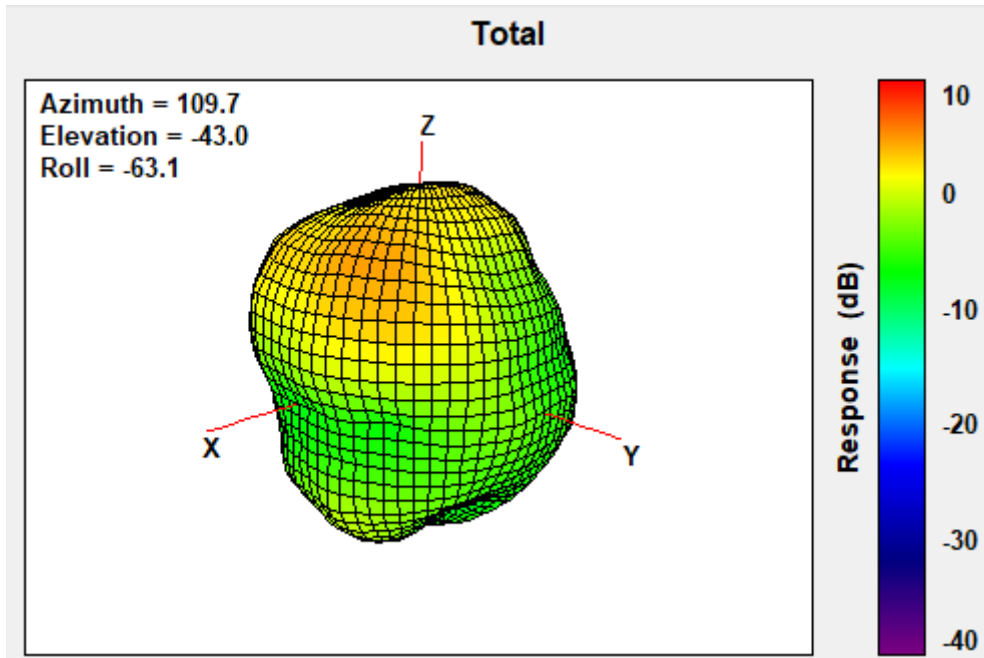 Total
Azimuth = 109.7
Elevation = -43.0
Roll = -63.1
Z
X
Y
10
0
-10
-20
-30
-40
Response (dB)